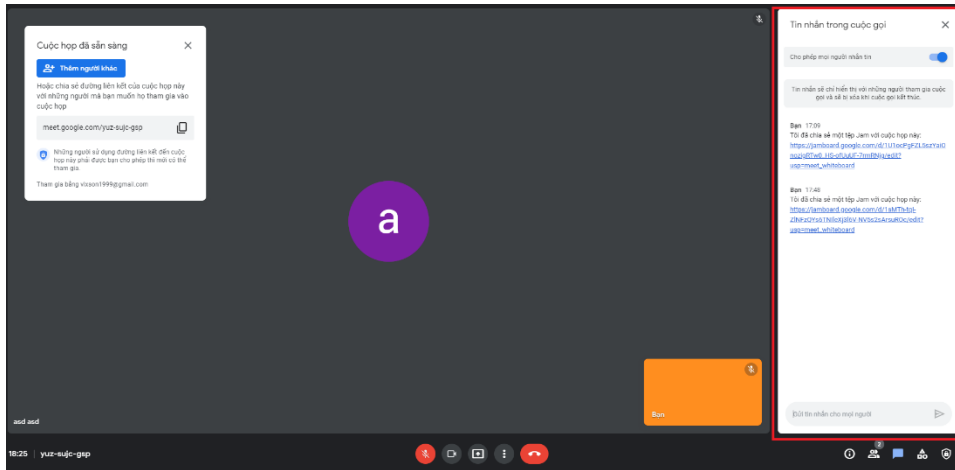 Cuộc họp đã sẵn sàng
Thêm người khác
Hoặc chia sẻ đường liên kết của cuộc họp này
với những người mà bạn muốn họ tham gia vào
cuộc họp
meet.google.com/yuz-sujc-gsp
Những người sử dụng đường liên kết đến cuộc
họp này phải được bạn cho phép thì mới có thể
tham gia.
Tham gia bằng vixeon1999@gmail.com
a
asd asd
Bạn
Tin nhắn trong cuộc gọi
Cho phép mọi người nhắn tin
Tin nhắn sẽ chỉ hiển thị với những người tham gia cuộc
gọi và sẽ bị xóa khi cuộc gọi kết thúc.
Bạn 17:09
Tôi đã chia sẻ một tệp Jam với cuộc họp này:
usp=meet_whiteboard
Bạn 17:48
Tôi đã chia sẻ một tệp Jam với cuộc họp này:
usp=meet_whiteboard
Gửi tin nhắn cho mọi người
18:25 | yuz-sujc-gsp
2